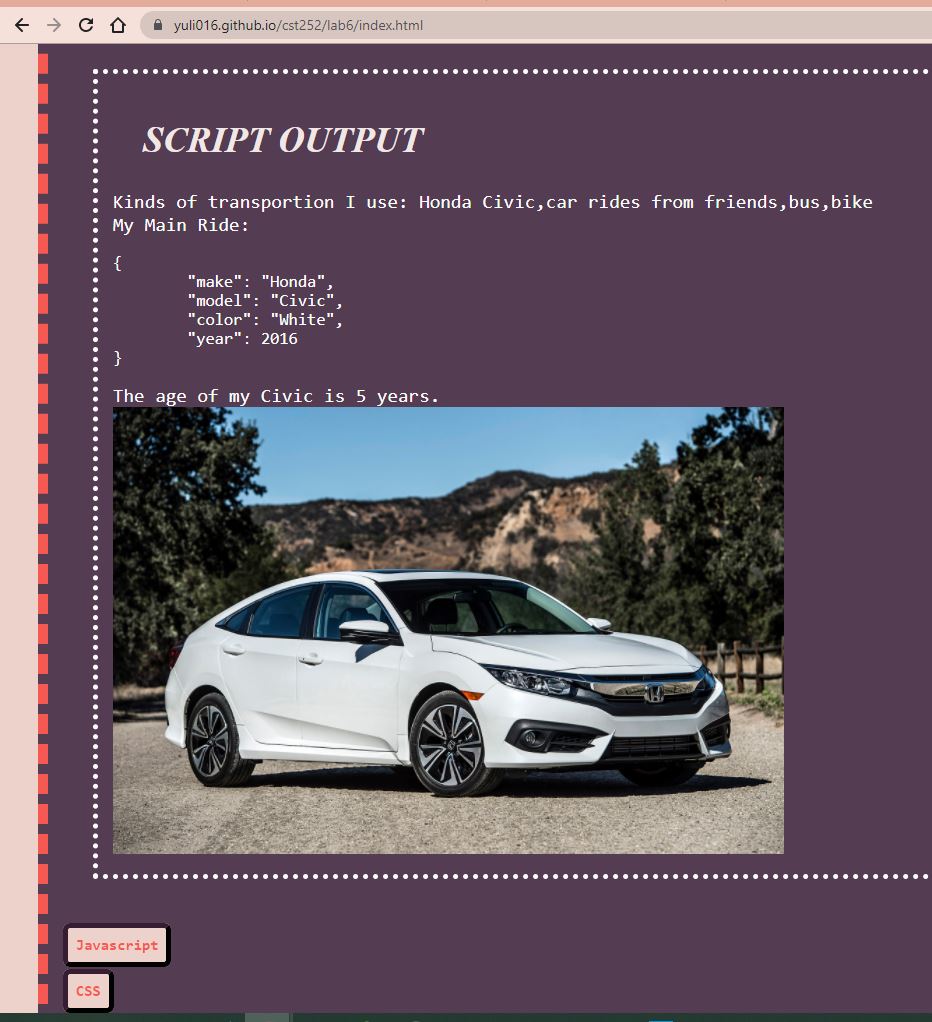 yuli016.github.io/cst252/lab6/index.html
SCRIPT OUTPUT
Kinds of transportion I use: Honda Civic,car rides from friends,bus,bike
My Main Ride:
{
"make": "Honda",
"model": "Civic",
"color": "White",
"year": 2016
}
The age of my Civic is 5 years.
Javascript
CSS